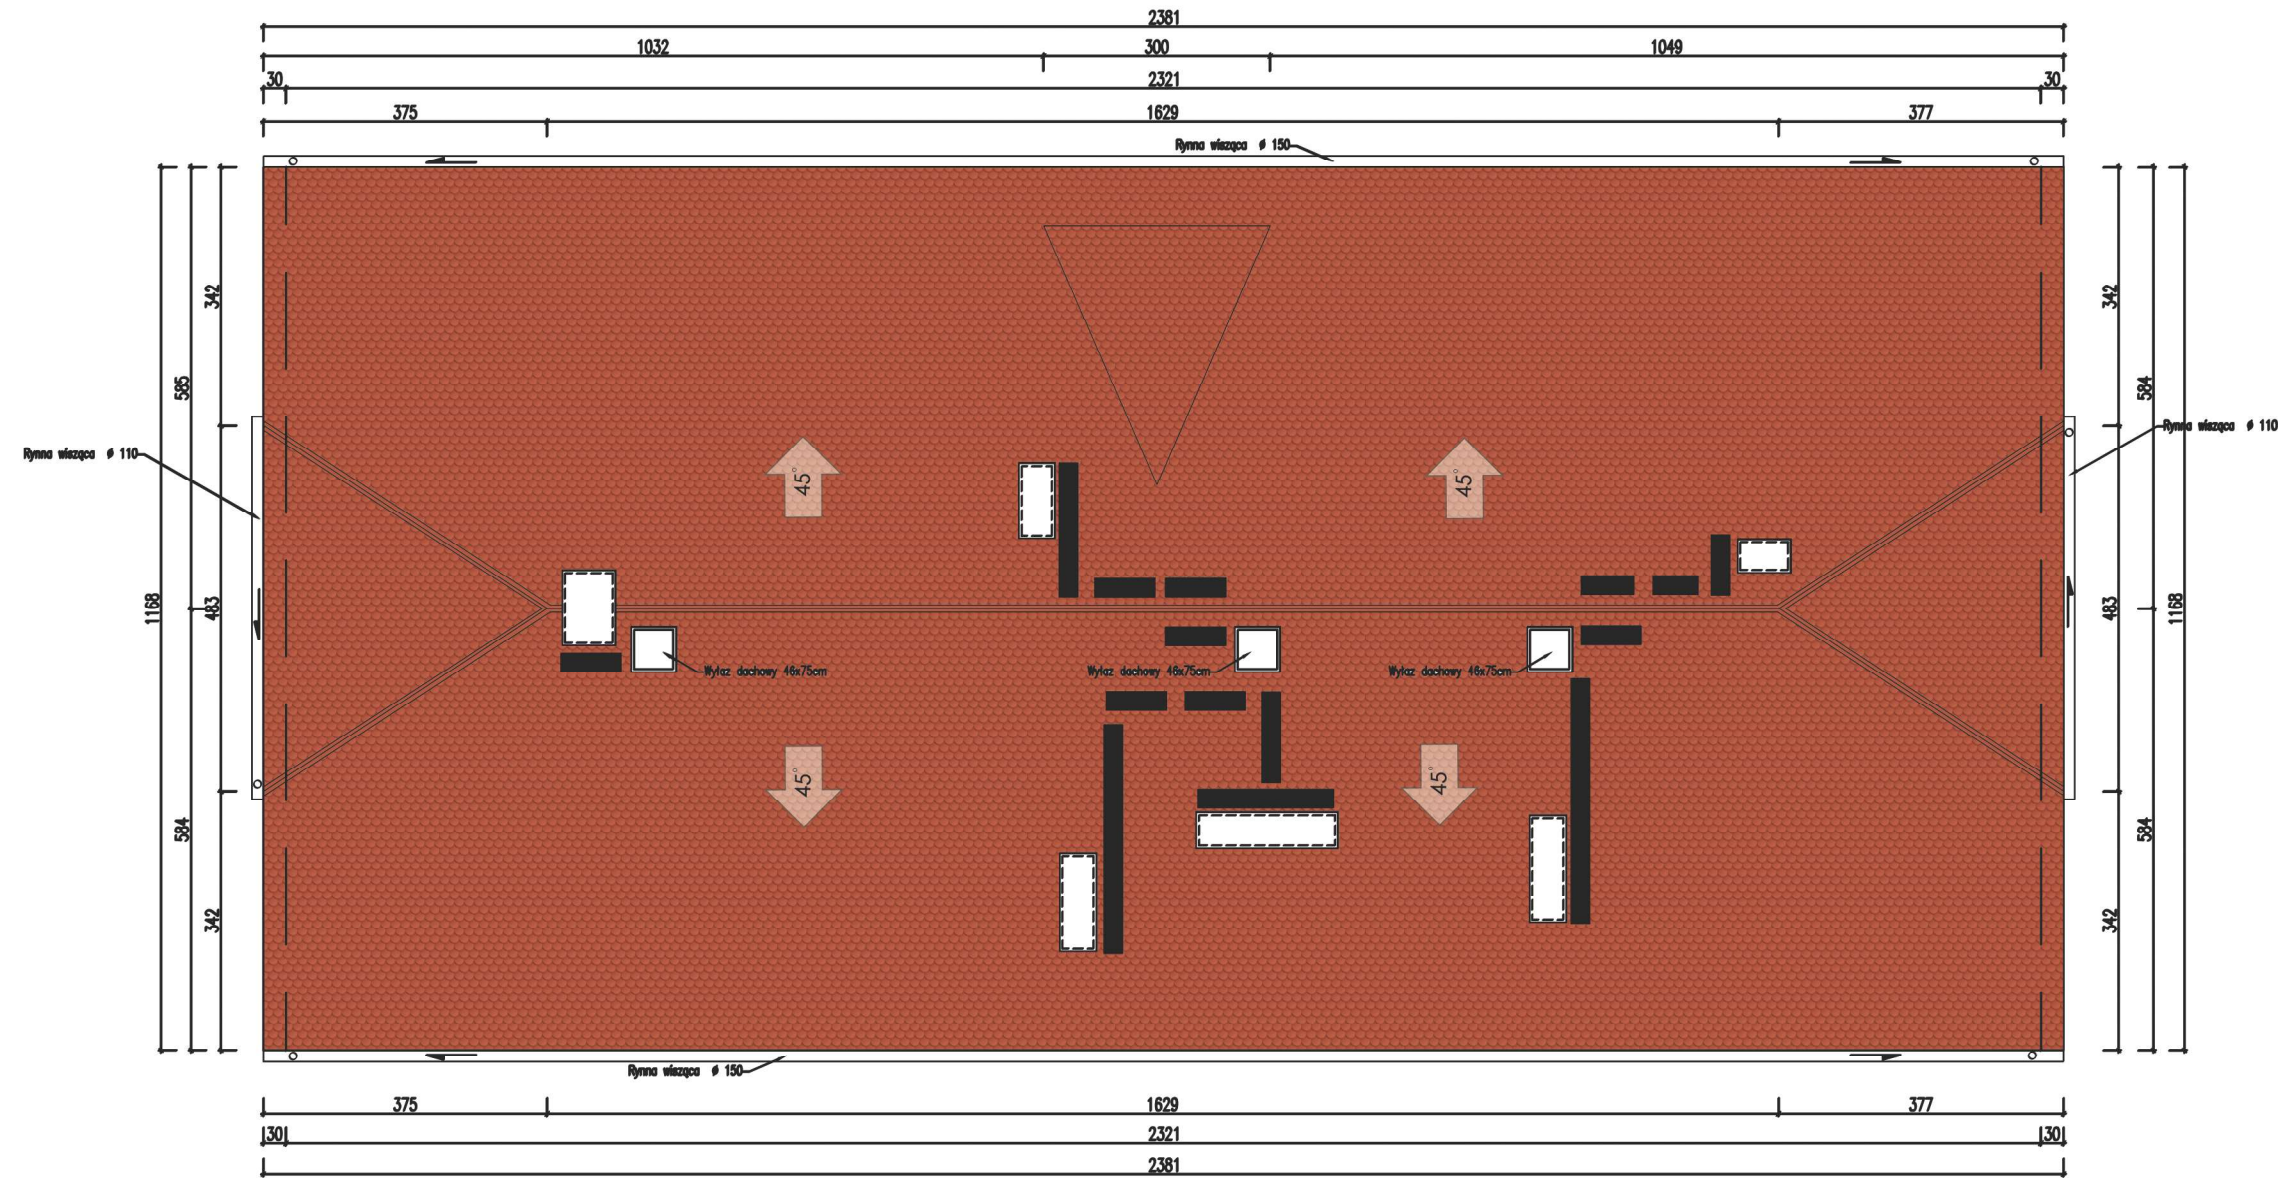 2381
1032 300 1049
30 2321 30
375 1629 377
Rynna wisząca ø 150
342 342
585 584
Rynna wisząca ø 110
Rynna wisząca ø 110
45° 45°
1168 483 483 1168
Wyłaz dachowy 46x75cm Wyłaz dachowy 46x75cm Wyłaz dachowy 46x75cm
45° 45°
584 584
342 342
Rynna wisząca ø 150
375 1629 377
30 2321 30
2381